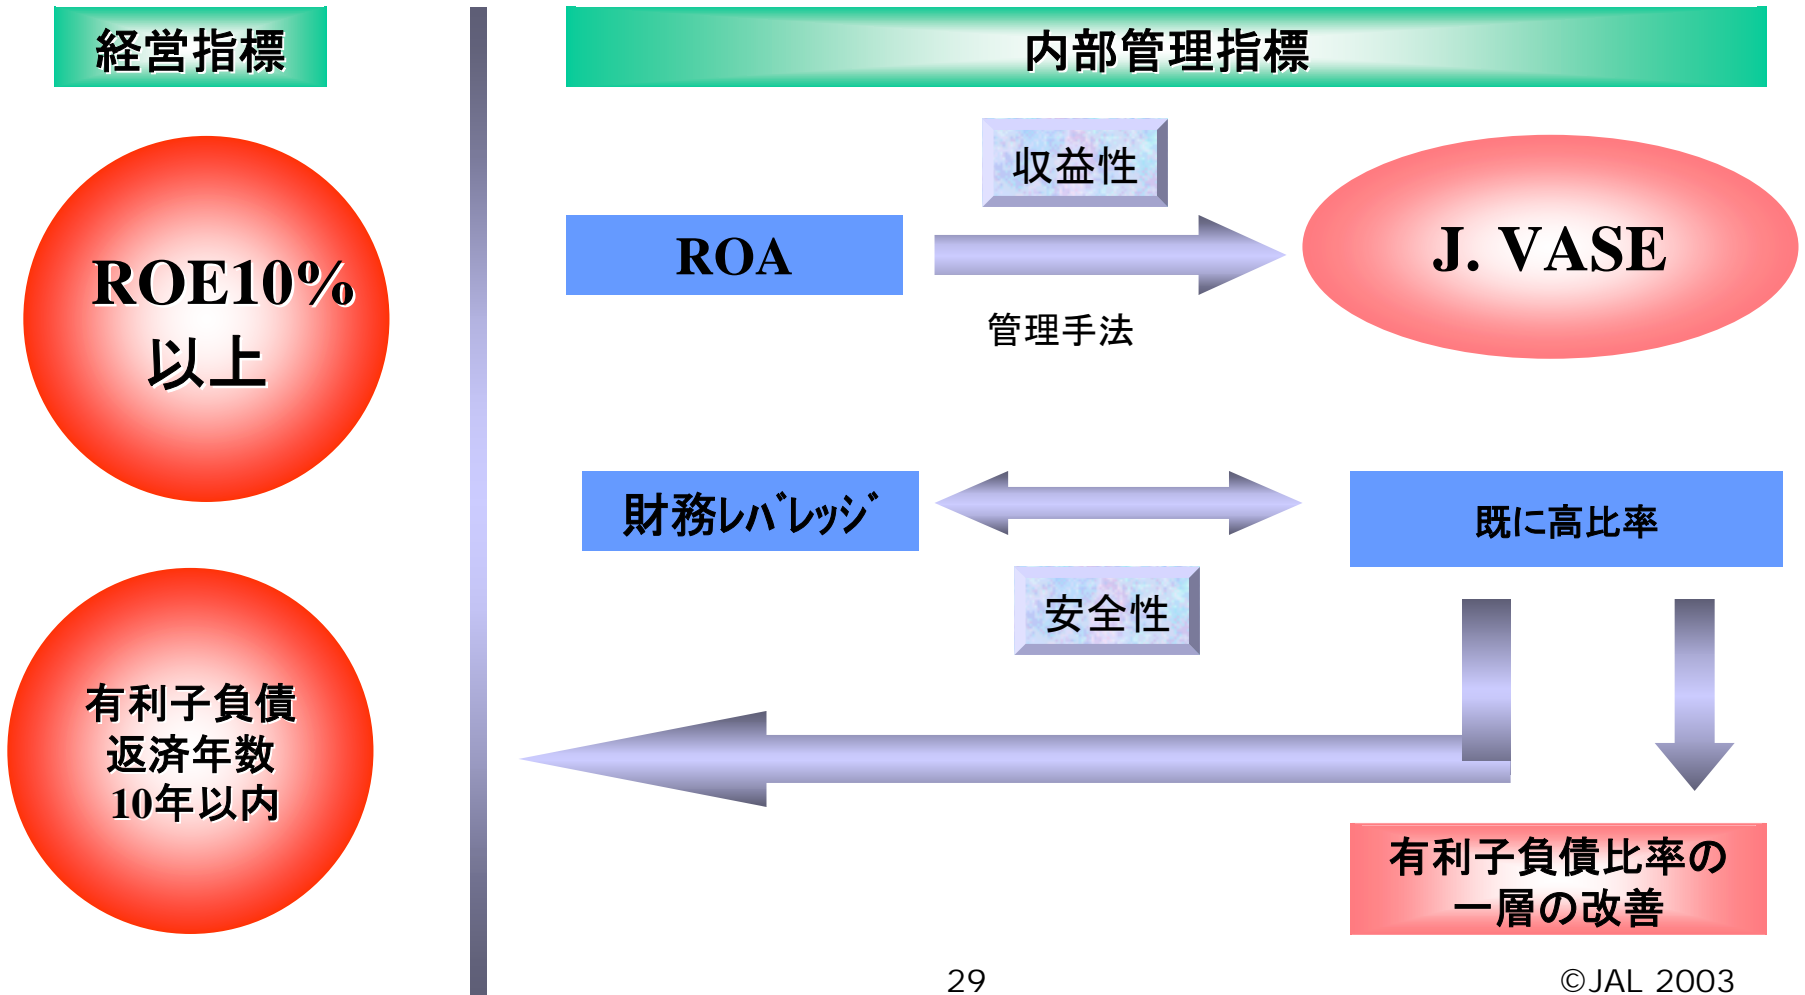 経営指標
内部管理指標
ROE10%
以上
収益性
ROA
J. VASE
管理手法
財務ﾚﾊﾞﾚｯｼﾞ
既に高比率
安全性
有利子負債
返済年数
10年以内
有利子負債比率の
一層の改善
29
©JAL 2003